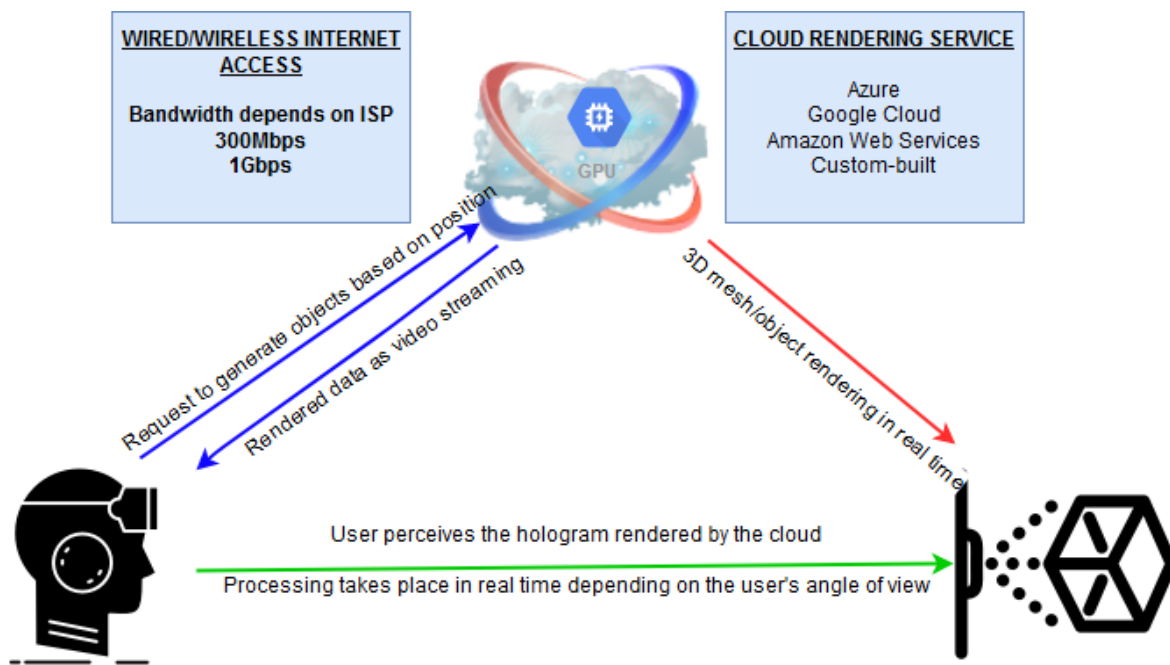 WIRED/WIRELESS INTERNET
ACCESS
Bandwidth depends on ISP
300Mbps
1Gbps
GPU
CLOUD RENDERING SERVICE
Azure
Google Cloud
Amazon Web Services
Custom-built
Request to generate objects based on position
Rendered data as video streaming
3D mesh/object rendering in real time
User perceives the hologram rendered by the cloud
Processing takes place in real time depending on the user's angle of view